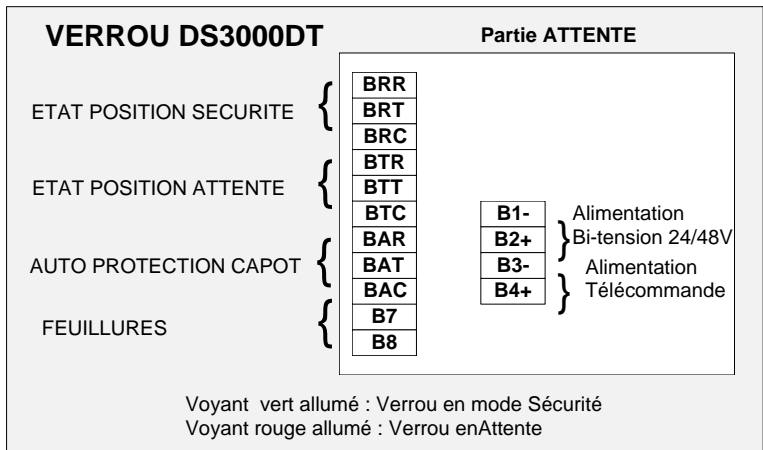 VERROU DS3000DT
Partie ATTENTE
ETAT POSITION SECURITE
BRR
BRT
BRC
ETAT POSITION ATTENTE
BTR
BTT
BTC
AUTO PROTECTION CAPOT
BAR
BAT
BAC
FEUILLURES
B7
B8
B1-
B2+
Alimentation
Bi-tension 24/48V
B3-
B4+
Alimentation
Télécommande
Voyant vert allumé : Verrou en mode Sécurité
Voyant rouge allumé : Verrou enAttente